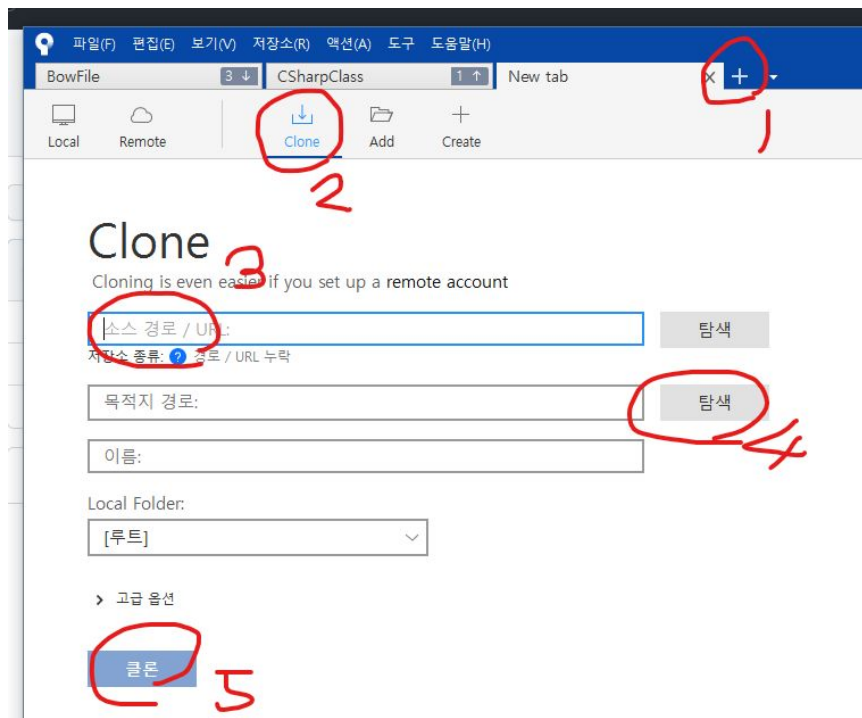 파일(F) 편집(E) 보기(V) 저장소(R) 액션(A) 도구 도움말(H)
BowFile 3 ↓ CSharpClass 1 ↑ New tab × +
1
Local Remote Clone Add Create
2
Clone
3
Cloning is even easier if you set up a remote account
소스 경로 / URL: 탐색
저장소 종류: ? 경로 / URL 누락
목적지 경로: 탐색
4
이름:
Local Folder:
[루트]
고급 옵션
클론
5